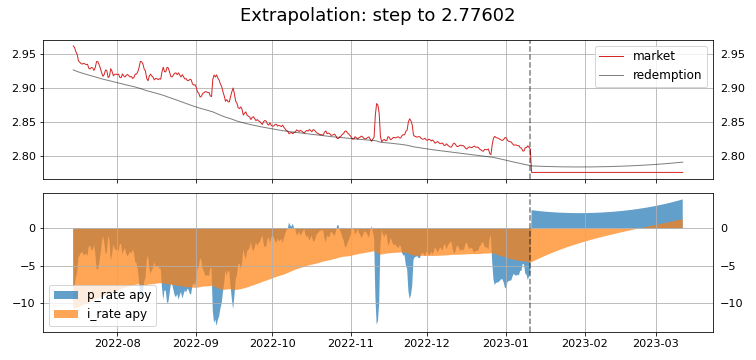 Extrapolation: step to 2.77602
2.95 2.95
2.90 2.90
2.85 2.85
2.80 2.80
market
redemption
0 0
−5 −5
−10 −10
p_rate apy
i_rate apy
2022-08 2022-09 2022-10 2022-11 2022-12 2023-01 2023-02 2023-03